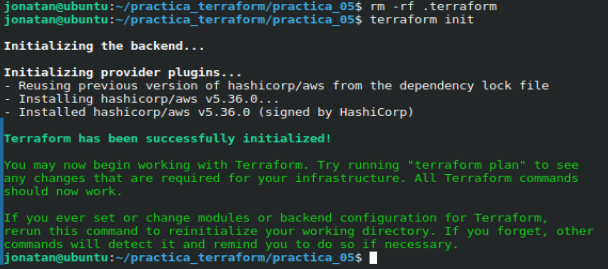 jonatan@ubuntu:~/practica_terraform/practica_05$ rm -rf .terraform
jonatan@ubuntu:~/practica_terraform/practica_05$ terraform init
Initializing the backend...
Initializing provider plugins...
- Reusing previous version of hashicorp/aws from the dependency lock file
- Installing hashicorp/aws v5.36.0...
- Installed hashicorp/aws v5.36.0 (signed by HashiCorp)
Terraform has been successfully initialized!
You may now begin working with Terraform. Try running "terraform plan" to see
any changes that are required for your infrastructure. All Terraform commands
should now work.
If you ever set or change modules or backend configuration for Terraform,
rerun this command to reinitialize your working directory. If you forget, other
commands will detect it and remind you to do so if necessary.
jonatan@ubuntu:~/practica_terraform/practica_05$